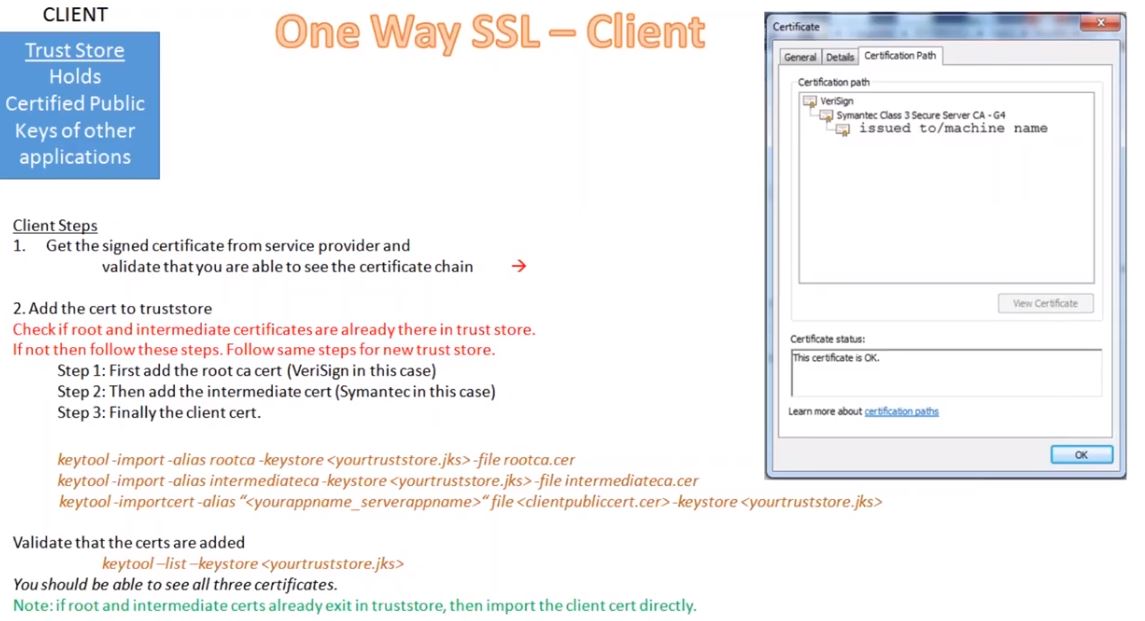 CLIENT
One Way SSL – Client
Trust Store
Holds
Certified Public
Keys of other
applications
Certificate
General
Details
Certification Path
Certification path
VeriSign
Symantec Class 3 Secure Server CA - G4
issued to/machine name
View Certificate
Certificate status:
This certificate is OK.
Learn more about certification paths
OK
Client Steps
1. Get the signed certificate from service provider and
validate that you are able to see the certificate chain →
2. Add the cert to truststore
Check if root and intermediate certificates are already there in trust store.
If not then follow these steps. Follow same steps for new trust store.
Step 1: First add the root ca cert (VeriSign in this case)
Step 2: Then add the intermediate cert (Symantec in this case)
Step 3: Finally the client cert.
keytool -import -alias rootca -keystore <yourtruststore.jks> -file rootca.cer
keytool -import -alias intermediateca -keystore <yourtruststore.jks> -file intermediateca.cer
keytool -importcert -alias “<yourappname_serverappname>“ file <clientpubliccert.cer> -keystore <yourtruststore.jks>
Validate that the certs are added
keytool –list –keystore <yourtruststore.jks>
You should be able to see all three certificates.
Note: if root and intermediate certs already exit in truststore, then import the client cert directly.